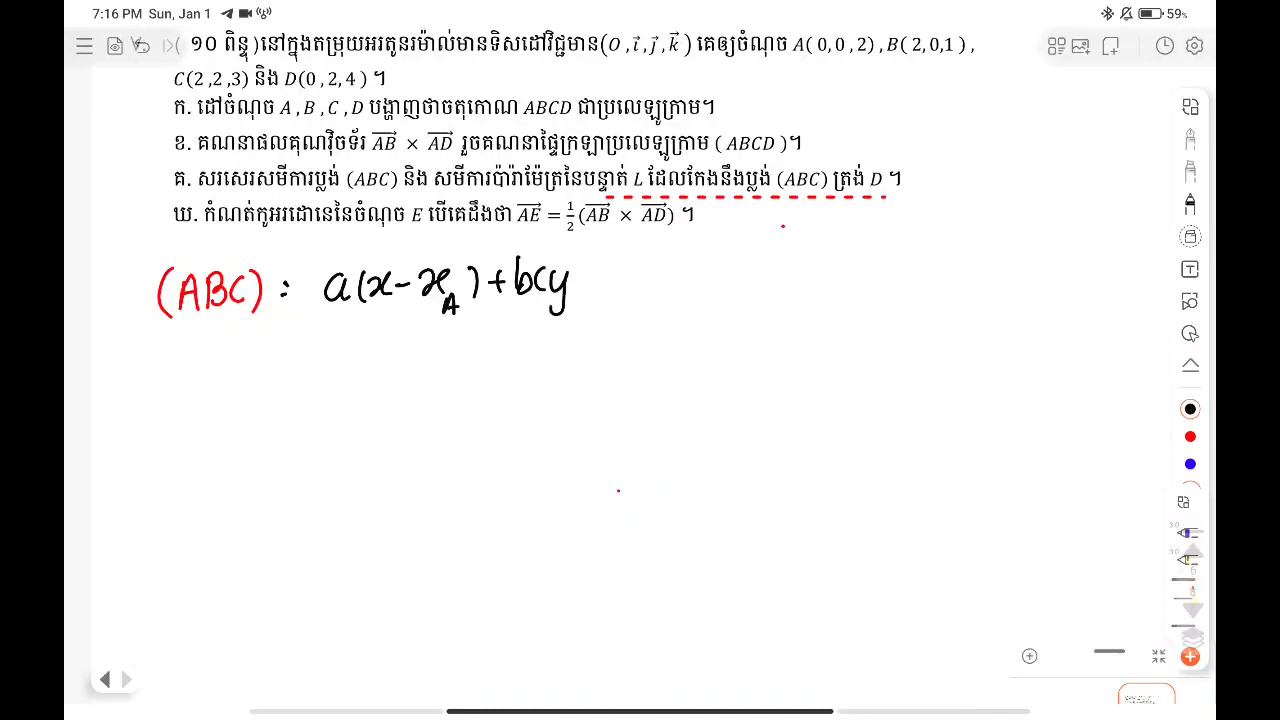 7:16 PM Sun, Jan 1
59%
១០ ពិន្ទុ)នៅក្នុងតម្រុយអរតូនរម៉ាល់មានទិសដៅវិជ្ជមាន(O ,i⃗,j⃗,k⃗) គេឲ្យចំណុច A( 0,0,2) , B( 2,0,1 ) ,
C(2,2,3) និង D(0 ,2,4 ) ។
ក. ដៅចំណុច A , B , C , D បង្ហាញថាចតុកោណ ABCD ជាប្រលេឡូក្រាម។
ខ. គណនាផលគុណវ៉ិចទ័រ AB⃗ × AD⃗ រួចគណនាផ្ទៃក្រឡាប្រលេឡូក្រាម ( ABCD )។
គ. សរសេរសមីការប្លង់ (ABC) និង សមីការប៉ារ៉ាម៉ែត្រនៃបន្ទាត់ L ដែលកែងនឹងប្លង់ (ABC) ត្រង់ D ។
ឃ. កំណត់កូអរដោនេនៃចំណុច E បើគេដឹងថា AE⃗ = 1/2 (AB⃗ × AD⃗) ។
(ABC) : a(x-x_A)+b(y